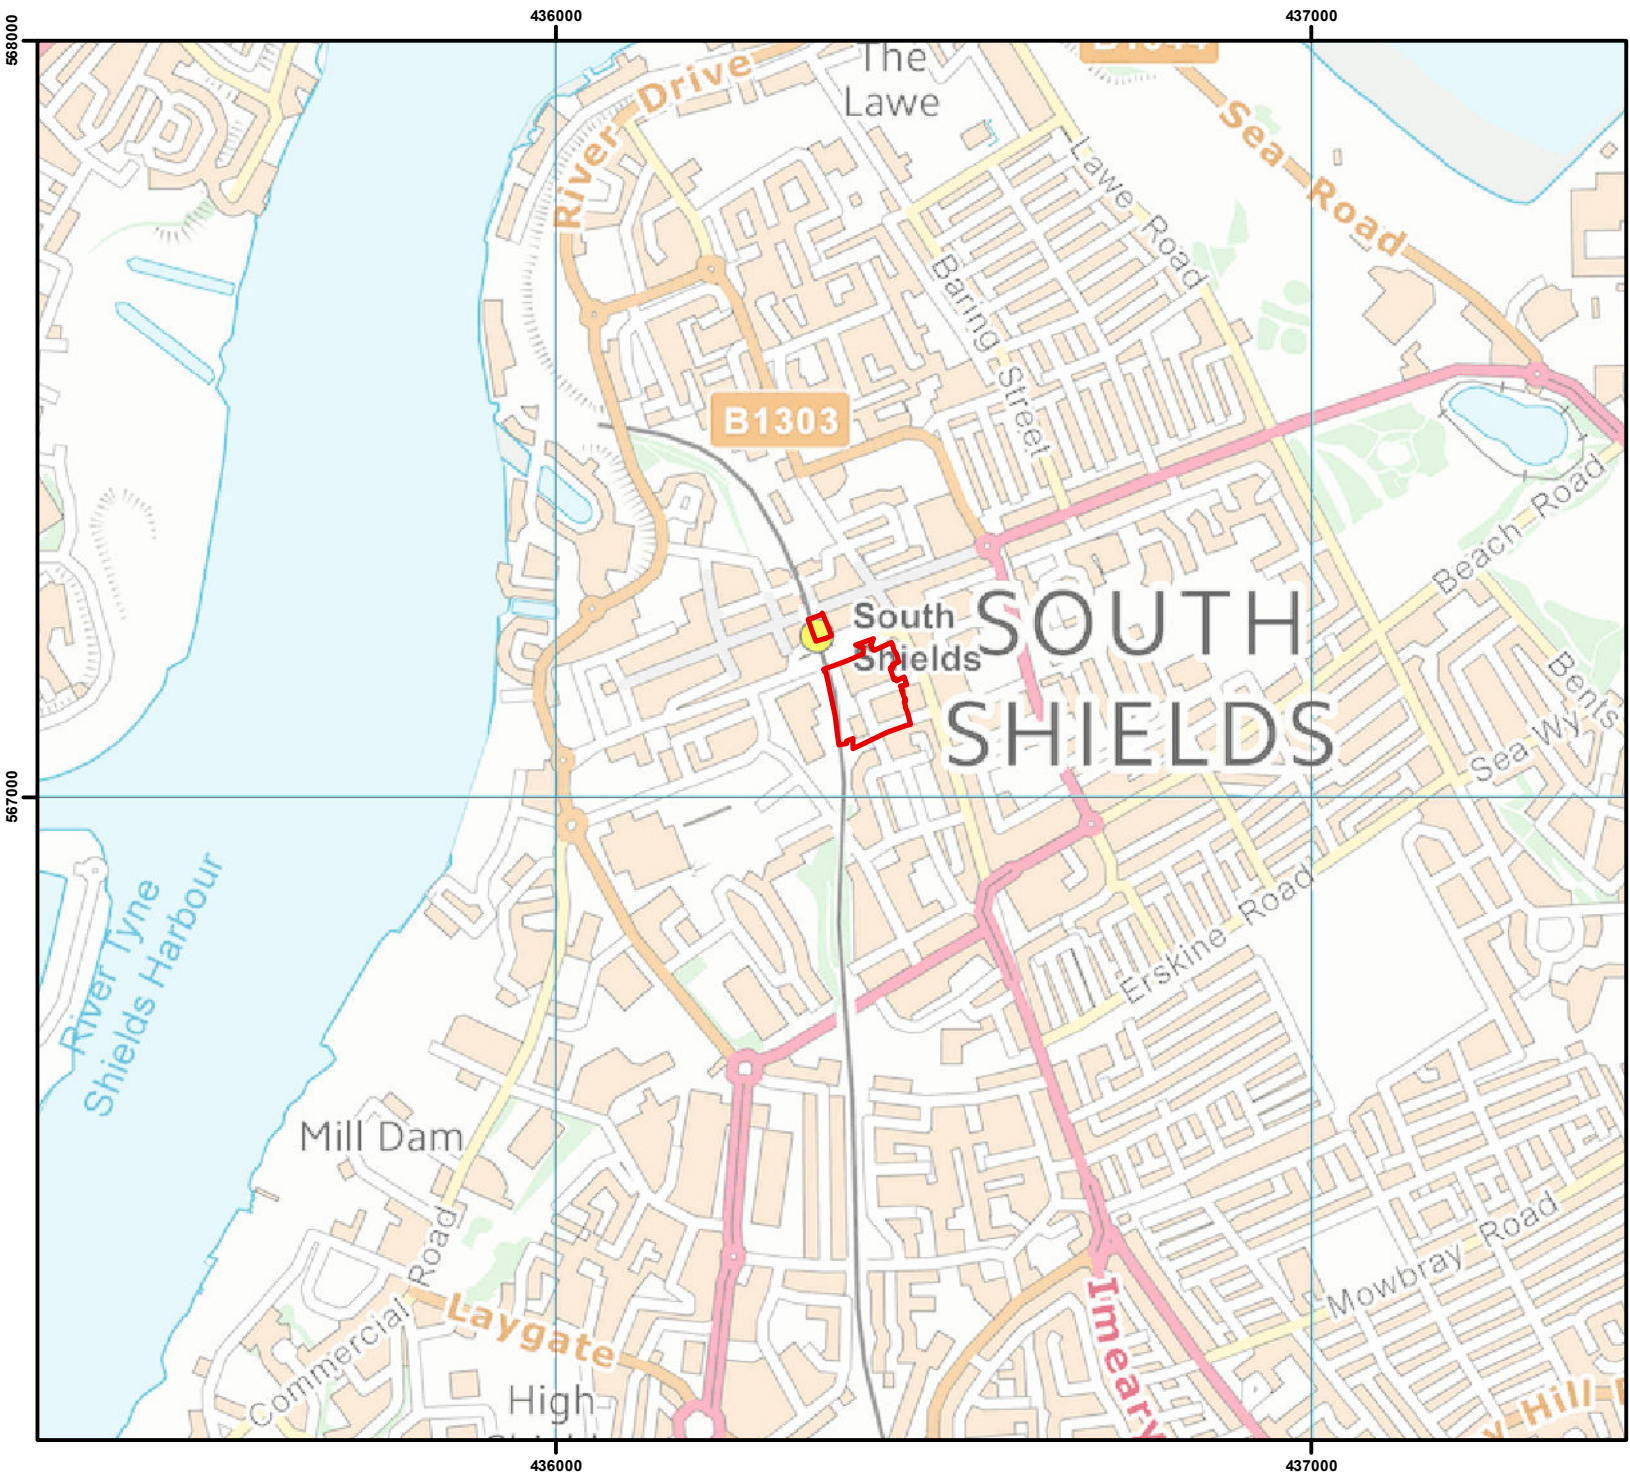 436000
437000
568000
The
Lawe
River Drive
Sea Road
Lawe Road
Baring Street
B1303
Beach Road
South
Shields
SOUTH
SHIELDS
Bents
Sea Wy
567000
River Tyne
Shields Harbour
Erskine Road
Mill Dam
Commercial Road
Laygate
Mowbray Road
Imeary
High
Hill
436000
437000